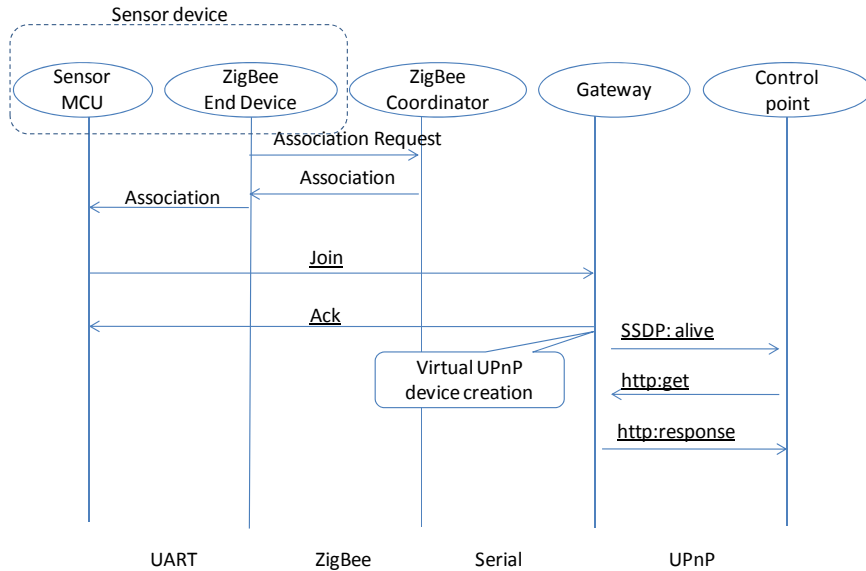 Sensor device
Sensor
MCU
ZigBee
End Device
ZigBee
Coordinator
Gateway
Control
point
Association Request
Association
Association
Join
Ack
SSDP: alive
Virtual UPnP
device creation
http:get
http:response
UART
ZigBee
Serial
UPnP